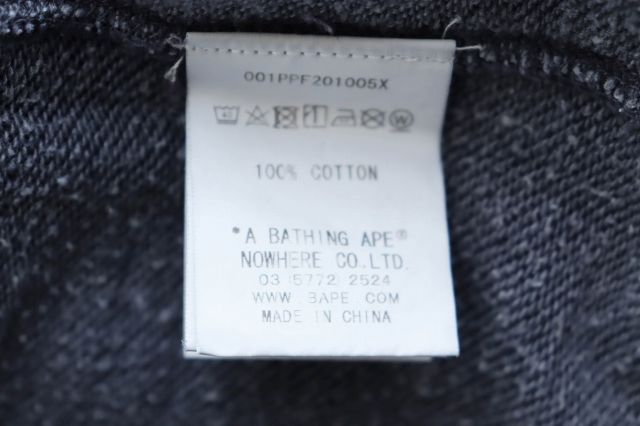 001PPF201005X
100% COTTON
*A BATHING APE®
NOWHERE CO.,LTD.
03(5772)2524
WWW.BAPE.COM
MADE IN CHINA